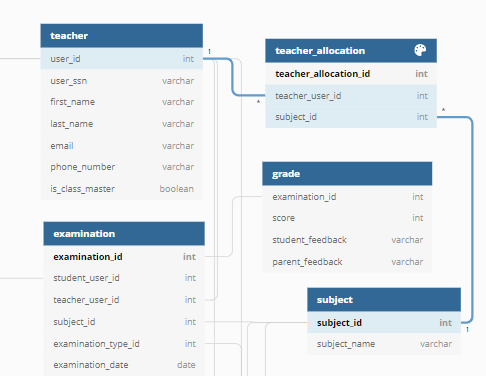 teacher
user_id int
user_ssn varchar
first_name varchar
last_name varchar
email varchar
phone_number varchar
is_class_master boolean
1
*
teacher_allocation
teacher_allocation_id int
teacher_user_id int
subject_id int
*
1
grade
examination_id int
score int
student_feedback varchar
parent_feedback varchar
examination
examination_id int
student_user_id int
teacher_user_id int
subject_id int
examination_type_id int
examination_date date
subject
subject_id int
subject_name varchar